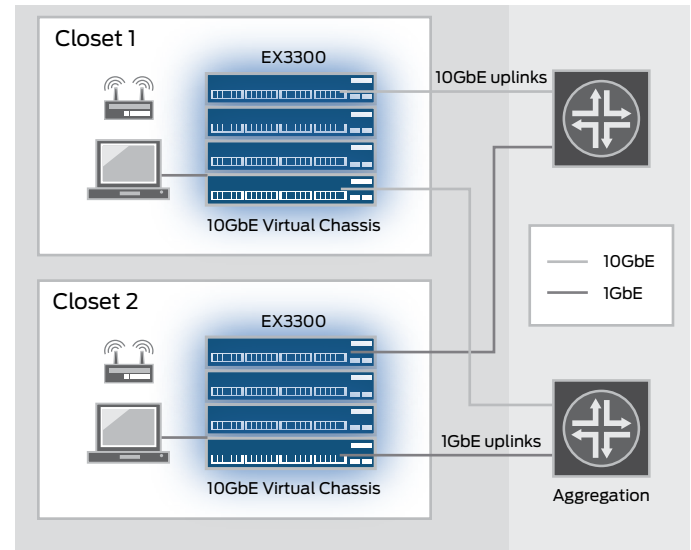 Closet 1
EX3300
10GbE uplinks
10GbE Virtual Chassis
10GbE
1GbE
Closet 2
EX3300
1GbE uplinks
10GbE Virtual Chassis
Aggregation